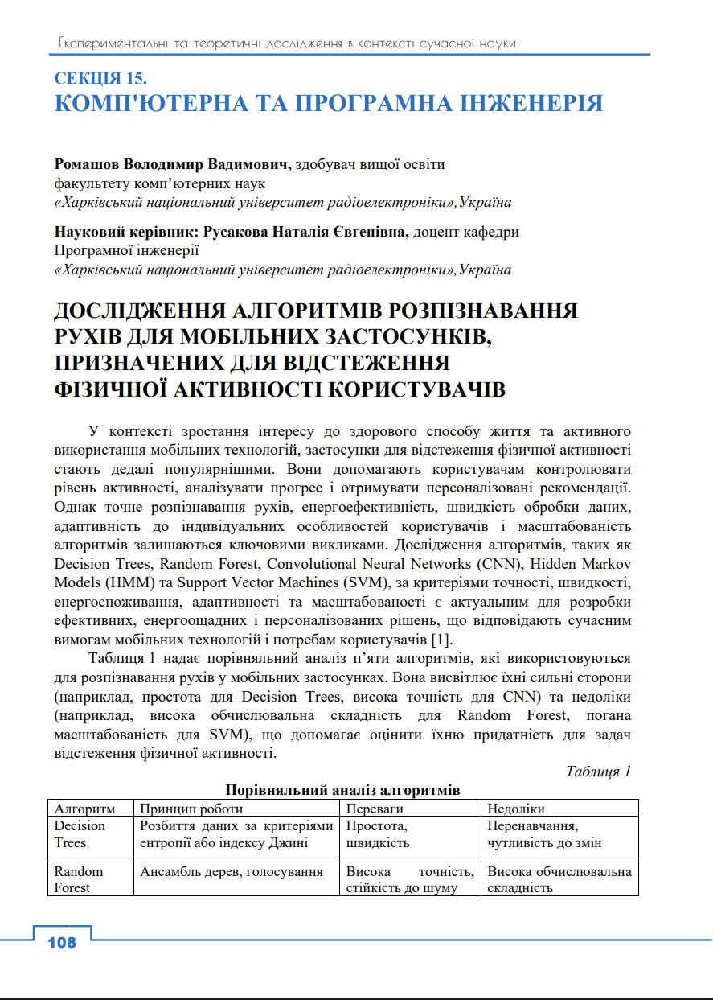 Експериментальні та теоретичні дослідження в контексті сучасної науки
СЕКЦІЯ 15.
КОМП'ЮТЕРНА ТА ПРОГРАМНА ІНЖЕНЕРІЯ
Ромашов Володимир Вадимович, здобувач вищої освіти
факультету комп’ютерних наук
«Харківський національний університет радіоелектроніки»,Україна
Науковий керівник: Русакова Наталія Євгенівна, доцент кафедри
Програмної інженерії
«Харківський національний університет радіоелектроніки»,Україна
ДОСЛІДЖЕННЯ АЛГОРИТМІВ РОЗПІЗНАВАННЯ
РУХІВ ДЛЯ МОБІЛЬНИХ ЗАСТОСУНКІВ,
ПРИЗНАЧЕНИХ ДЛЯ ВІДСТЕЖЕННЯ
ФІЗИЧНОЇ АКТИВНОСТІ КОРИСТУВАЧІВ
У контексті зростання інтересу до здорового способу життя та активного
використання мобільних технологій, застосунки для відстеження фізичної активності
стають дедалі популярнішими. Вони допомагають користувачам контролювати
рівень активності, аналізувати прогрес і отримувати персоналізовані рекомендації.
Однак точне розпізнавання рухів, енергоефективність, швидкість обробки даних,
адаптивність до індивідуальних особливостей користувачів і масштабованість
алгоритмів залишаються ключовими викликами. Дослідження алгоритмів, таких як
Decision Trees, Random Forest, Convolutional Neural Networks (CNN), Hidden Markov
Models (HMM) та Support Vector Machines (SVM), за критеріями точності, швидкості,
енергоспоживання, адаптивності та масштабованості є актуальним для розробки
ефективних, енергоощадних і персоналізованих рішень, що відповідають сучасним
вимогам мобільних технологій і потребам користувачів [1].
Таблиця 1 надає порівняльний аналіз п’яти алгоритмів, які використовуються
для розпізнавання рухів у мобільних застосунках. Вона висвітлює їхні сильні сторони
(наприклад, простота для Decision Trees, висока точність для CNN) та недоліки
(наприклад, висока обчислювальна складність для Random Forest, погана
масштабованість для SVM), що допомагає оцінити їхню придатність для задач
відстеження фізичної активності.
Таблиця 1
Порівняльний аналіз алгоритмів
Алгоритм Принцип роботи Переваги Недоліки
Decision Розбиття даних за критеріями Простота, Перенавчання,
Trees ентропії або індексу Джині швидкість чутливість до змін
Random Ансамбль дерев, голосування Висока точність, Висока обчислювальна
Forest стійкість до шуму складність
108